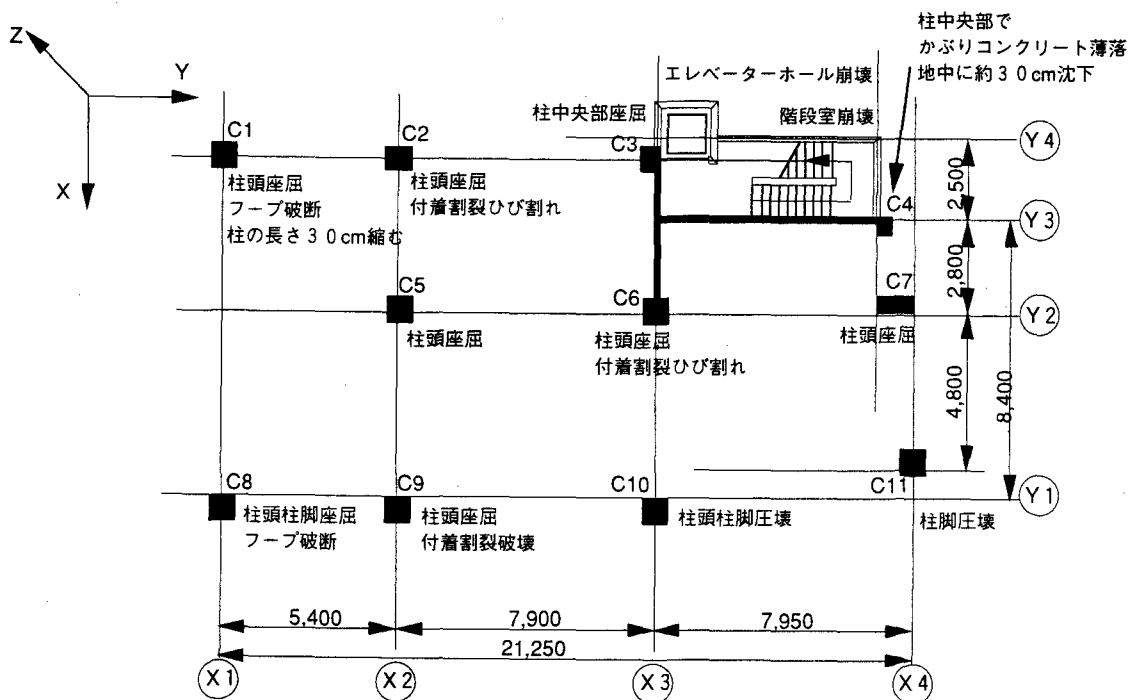 柱中央部で
かぶりコンクリート薄落
地中に約30cm沈下
Z
Y
X
エレベーターホール崩壊
柱中央部座屈
階段室崩壊
C1
柱頭座屈
フープ破断
柱の長さ30cm縮む
C2
柱頭座屈
付着割裂ひび割れ
C3
C4
Y4
2,500
Y3
C5
柱頭座屈
C6
柱頭座屈
付着割裂ひび割れ
C7
柱頭座屈
2,800
Y2
4,800
8,400
C8
柱頭柱脚座屈
フープ破断
C9
柱頭座屈
付着割裂破壊
C10
柱頭柱脚圧壊
C11
柱脚圧壊
Y1
5,400
7,900
7,950
21,250
X1
X2
X3
X4